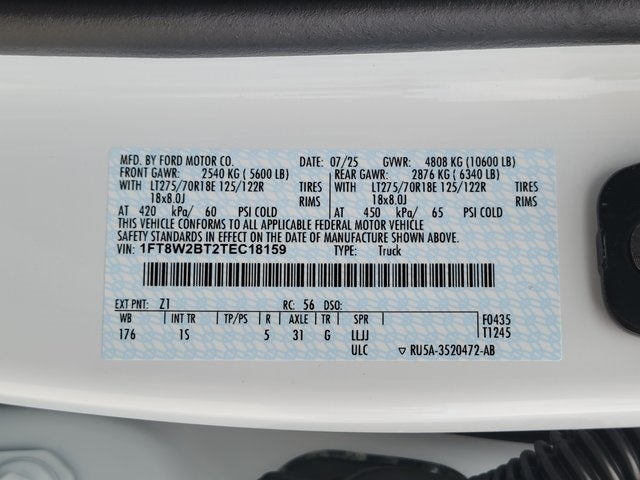 MFD. BY FORD MOTOR CO. DATE: 07/25 GVWR: 4808 KG (10600 LB)
FRONT GAWR: 2540 KG ( 5600 LB) REAR GAWR: 2876 KG ( 6340 LB)
WITH LT275/70R18E 125/122R TIRES WITH LT275/70R18E 125/122R TIRES
18x8.0J RIMS 18x8.0J RIMS
AT 420 kPa/ 60 PSI COLD AT 450 kPa/ 65 PSI COLD
THIS VEHICLE CONFORMS TO ALL APPLICABLE FEDERAL MOTOR VEHICLE
SAFETY STANDARDS IN EFFECT ON THE DATE OF MANUFACTURE SHOWN ABOVE.
VIN: 1FT8W2BT2TEC18159 TYPE: Truck
EXT PNT: Z1 RC: 56 DSO:
WB INT TR TP/PS R AXLE TR SPR F0435
176 1S 5 31 G LLJJ T1245
ULC ▽ RU5A-3520472-AB